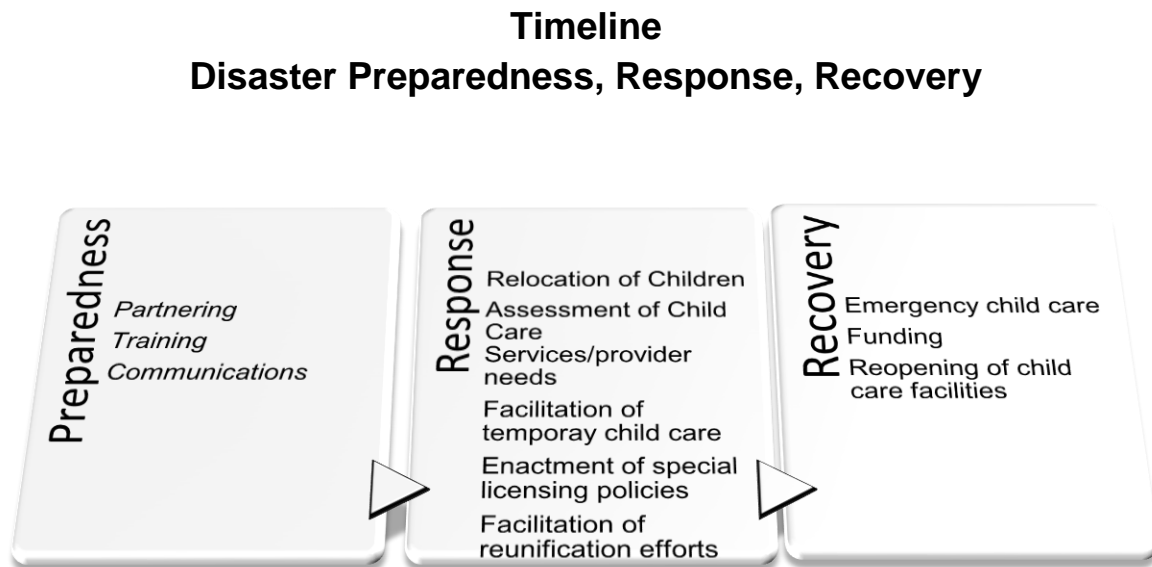 Timeline
Disaster Preparedness, Response, Recovery
Preparedness
Partnering
Training
Communications
Response
Relocation of Children
Assessment of Child
Care
Services/provider
needs
Facilitation of
temporay child care
Enactment of special
licensing policies
Facilitation of
reunification efforts
Recovery
Emergency child care
Funding
Reopening of child
care facilities